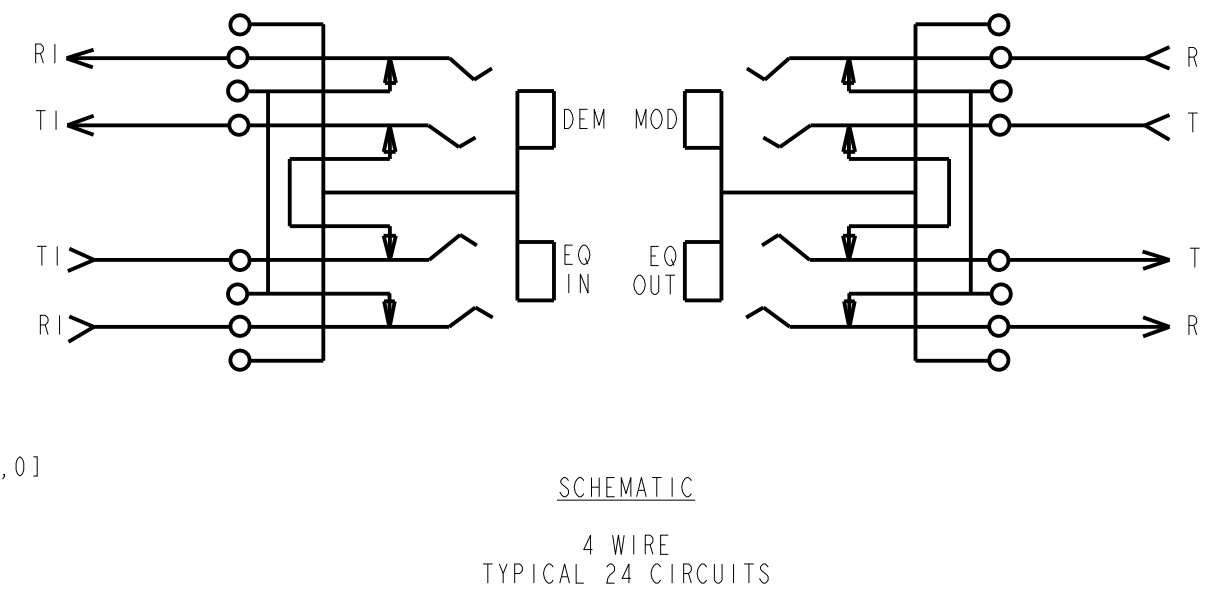 RI
R
TI
DEM
MOD
T
TI
EQ
IN
EQ
OUT
T
RI
R
,0]
SCHEMATIC
4 WIRE
TYPICAL 24 CIRCUITS